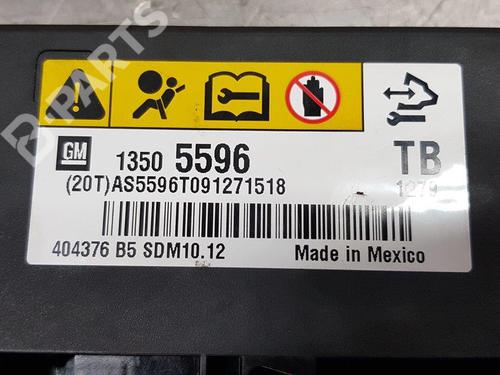 B-PARTS
GM 1350 5596 TB
(20T)AS5596T091271518 1279
404376 B5 SDM10.12 Made in Mexico